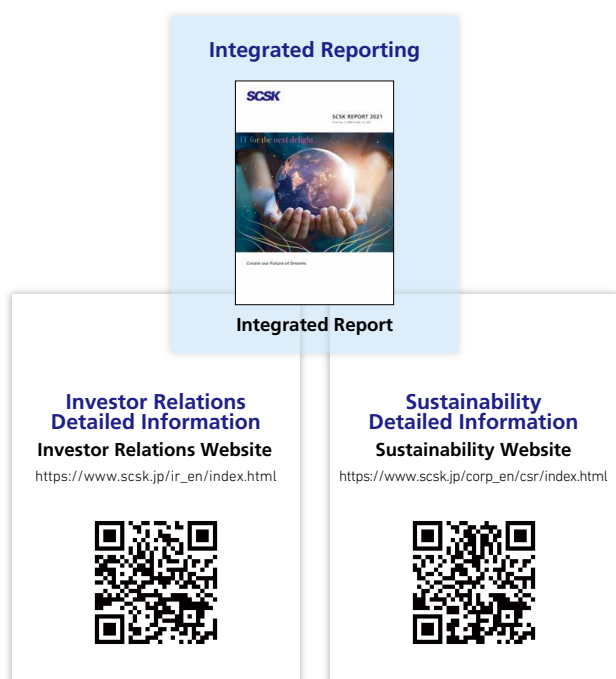 Integrated Reporting
SCSK
SCSK REPORT 2021
IT for the next delight
Create our Future of Dreams
Integrated Report
Investor Relations
Detailed Information
Investor Relations Website
https://www.scsk.jp/ir_en/index.html
Sustainability
Detailed Information
Sustainability Website
https://www.scsk.jp/corp_en/csr/index.html